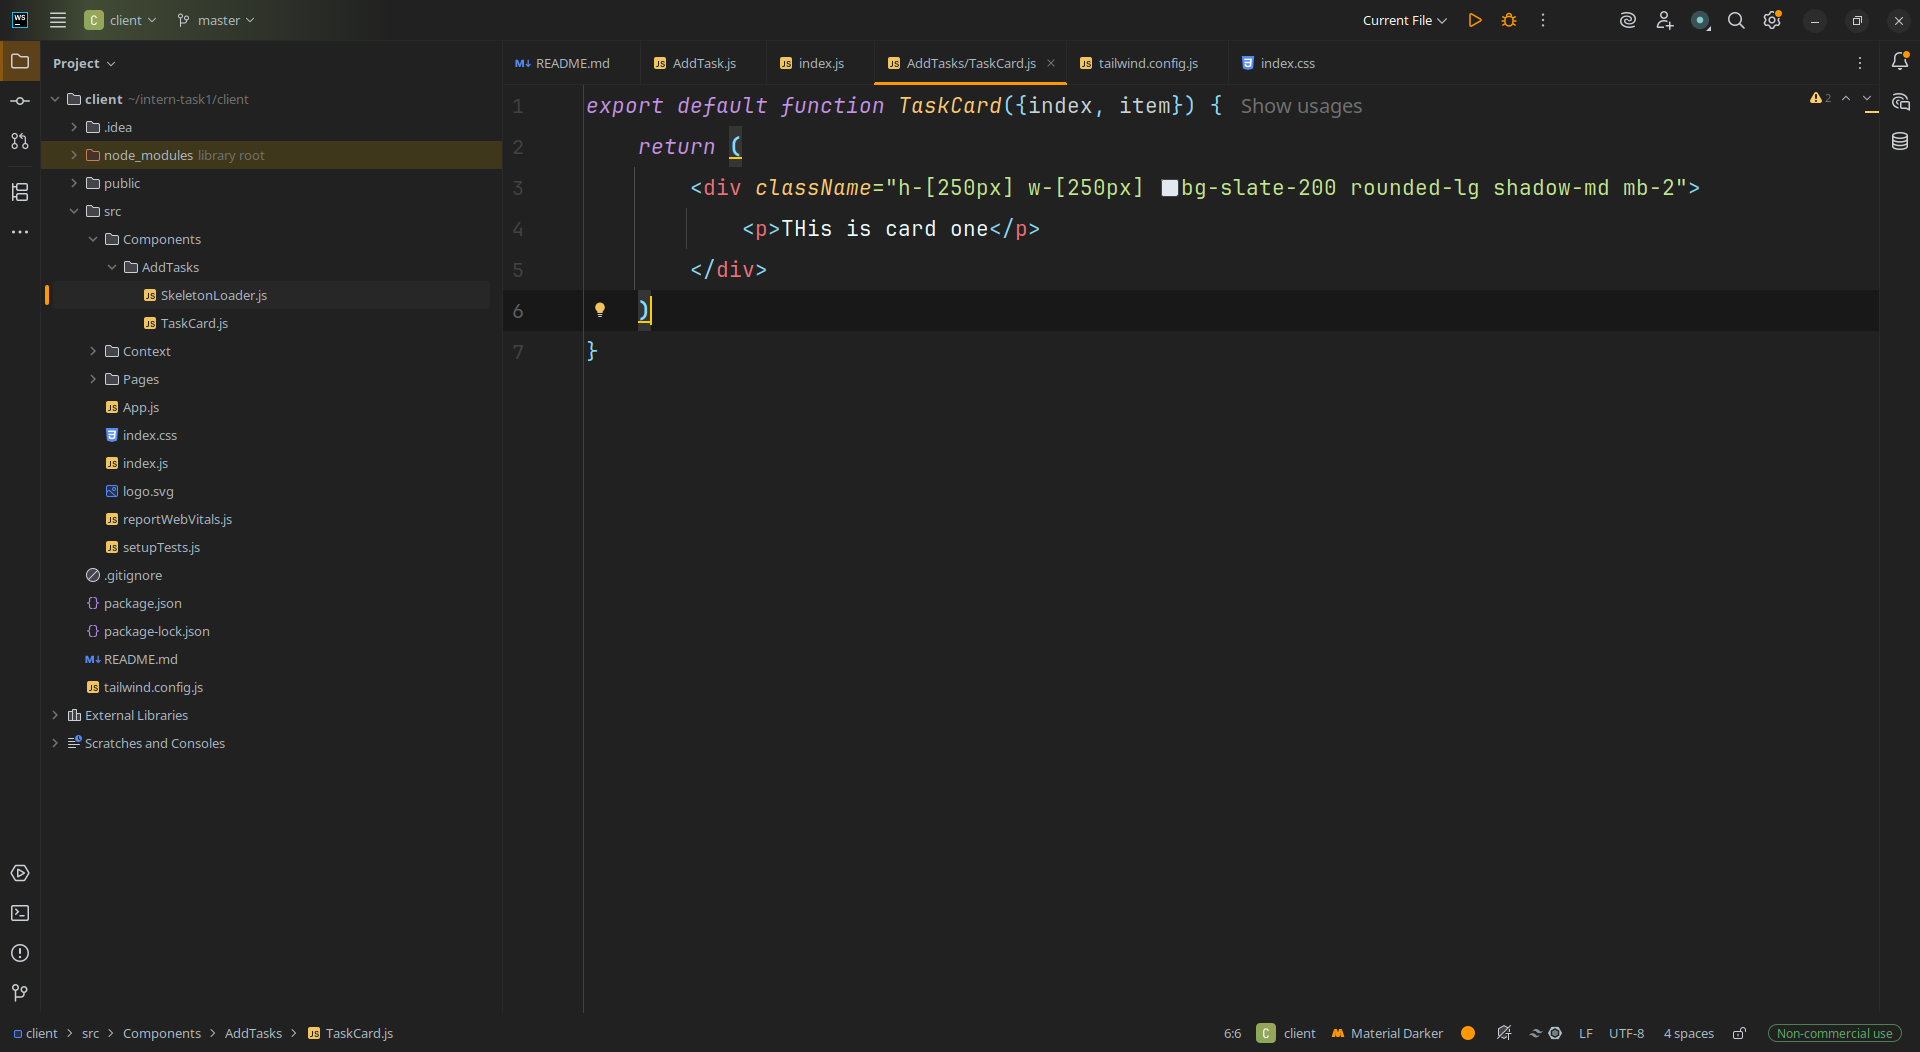 WS
C client master Current File
Project
README.md AddTask.js index.js AddTasks/TaskCard.js tailwind.config.js index.css
client ~/intern-task1/client
.idea
node_modules library root
public
src
Components
AddTasks
SkeletonLoader.js
TaskCard.js
Context
Pages
App.js
index.css
index.js
logo.svg
reportWebVitals.js
setupTests.js
.gitignore
package.json
package-lock.json
README.md
tailwind.config.js
External Libraries
Scratches and Consoles
2
1 export default function TaskCard({index, item}) { Show usages
2 return (
3 <div className="h-[250px] w-[250px] bg-slate-200 rounded-lg shadow-md mb-2">
4 <p>THis is card one</p>
5 </div>
6 )
7 }
client > src > Components > AddTasks > TaskCard.js 6:6 C client Material Darker LF UTF-8 4 spaces Non-commercial use